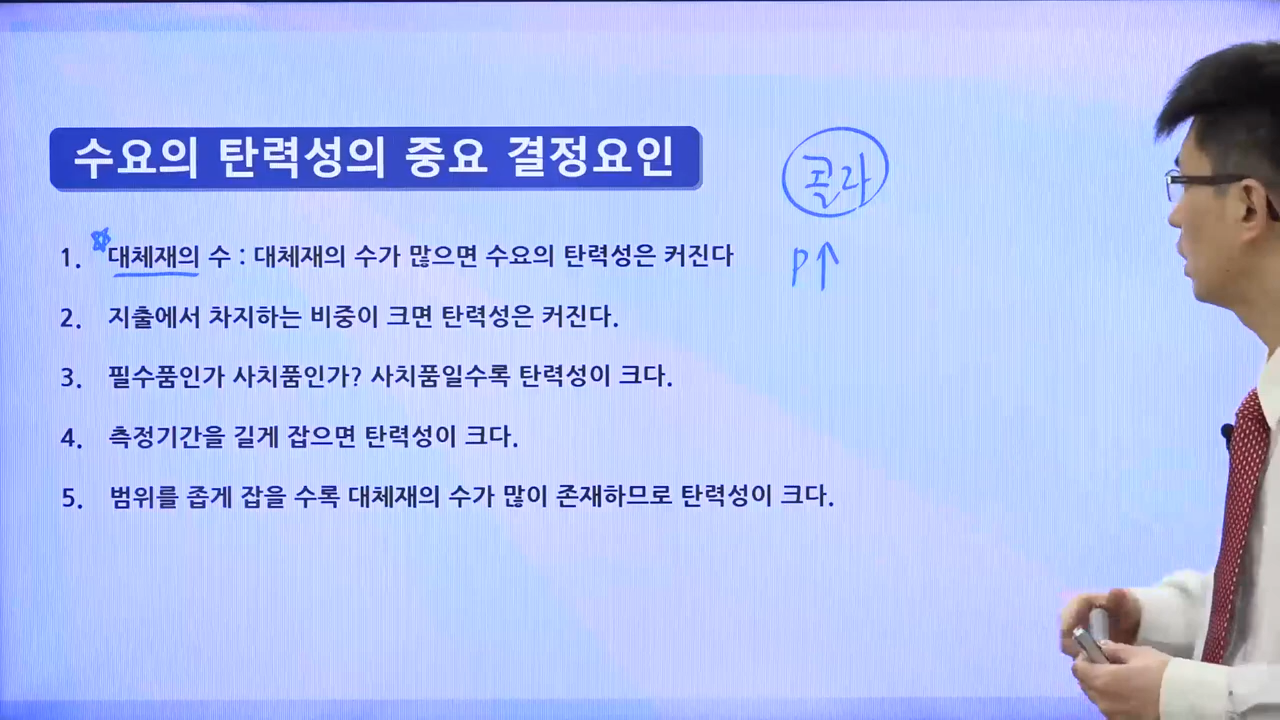 수요의 탄력성의 중요 결정요인
콜라
1. 대체재의 수 : 대체재의 수가 많으면 수요의 탄력성은 커진다
P↑
2. 지출에서 차지하는 비중이 크면 탄력성은 커진다.
3. 필수품인가 사치품인가? 사치품일수록 탄력성이 크다.
4. 측정기간을 길게 잡으면 탄력성이 크다.
5. 범위를 좁게 잡을 수록 대체재의 수가 많이 존재하므로 탄력성이 크다.